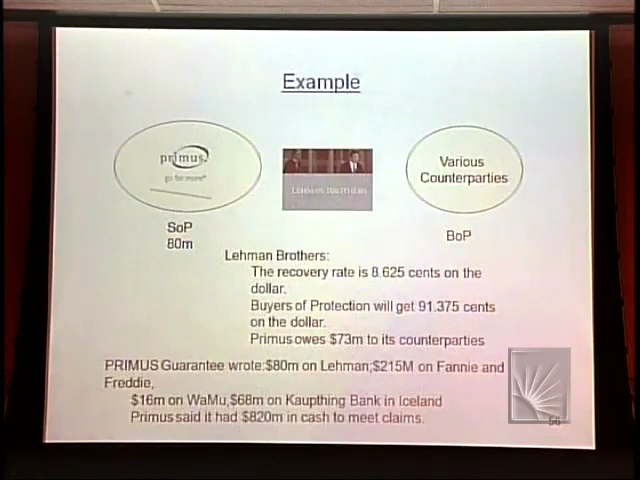 Example
primus
go for more
LEHMAN BROTHERS
Various
Counterparties
SoP
80m
BoP
Lehman Brothers:
The recovery rate is 8.625 cents on the
dollar.
Buyers of Protection will get 91.375 cents
on the dollar.
Primus owes $73m to its counterparties
PRIMUS Guarantee wrote:$80m on Lehman;$215M on Fannie and
Freddie,
$16m on WaMu,$68m on Kaupthing Bank in Iceland
Primus said it had $820m in cash to meet claims.
56